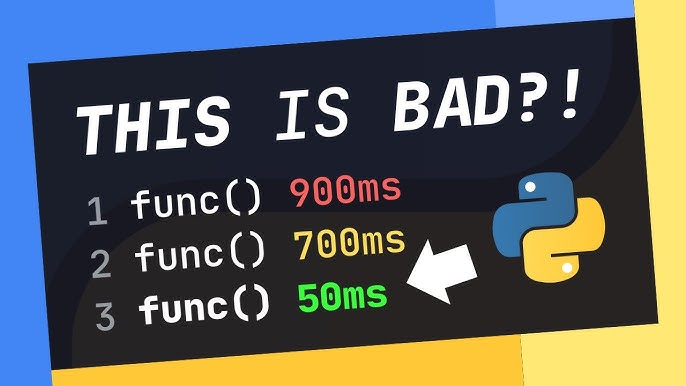 THIS IS BAD?!
1 func() 900ms
2 func() 700ms
3 func() 50ms